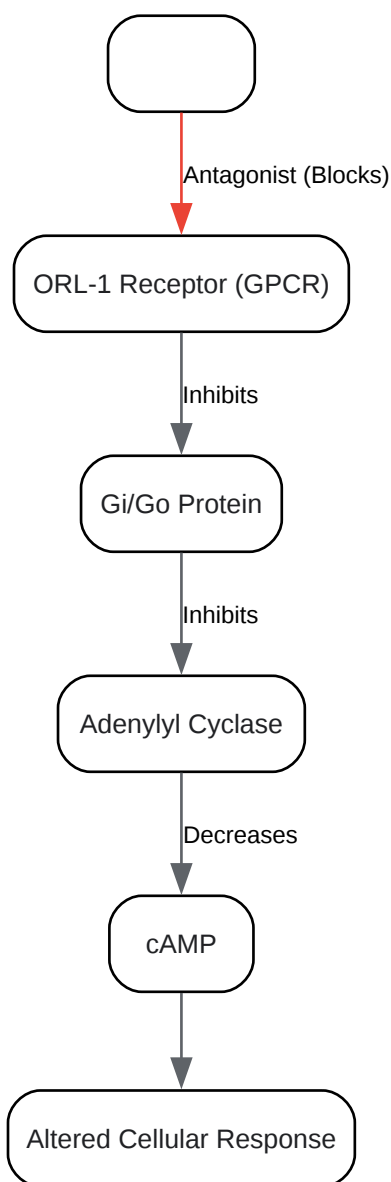 Antagonist (Blocks)
ORL-1 Receptor (GPCR)
Inhibits
Gi/Go Protein
Inhibits
Adenylyl Cyclase
Decreases
cAMP
Altered Cellular Response